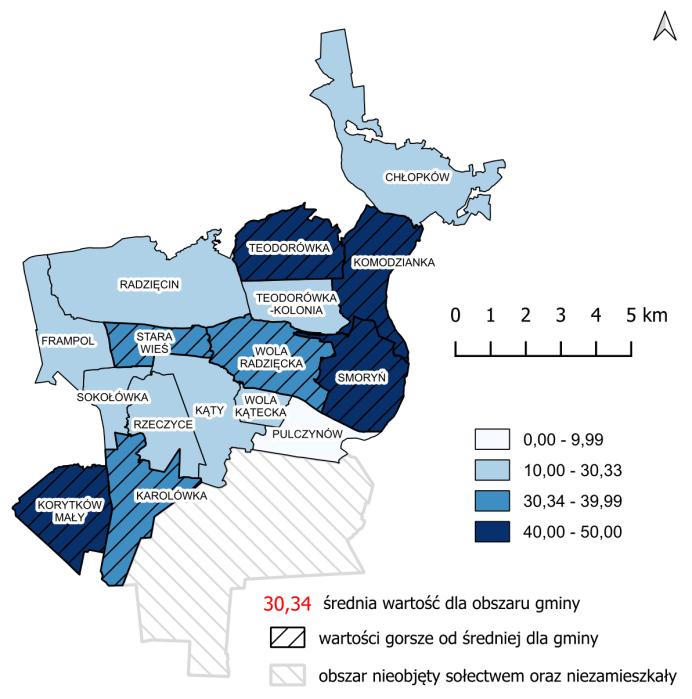 CHŁOPKÓW
TEODORÓWKA
KOMODZIANKA
RADZIĘCIN
TEODORÓWKA
-KOLONIA
FRAMPOL
STARA
WIEŚ
WOLA
RADZIĘCKA
SMORYŃ
SOKOŁÓWKA
RZECZYCE
KĄTY
WOLA
KĄTECKA
PULCZYNÓW
KORYTKÓW
MAŁY
KAROLÓWKA
0 1 2 3 4 5 km
0,00 - 9,99
10,00 - 30,33
30,34 - 39,99
40,00 - 50,00
30,34 średnia wartość dla obszaru gminy
wartości gorsze od średniej dla gminy
obszar nieobjęty sołectwem oraz niezamieszkały